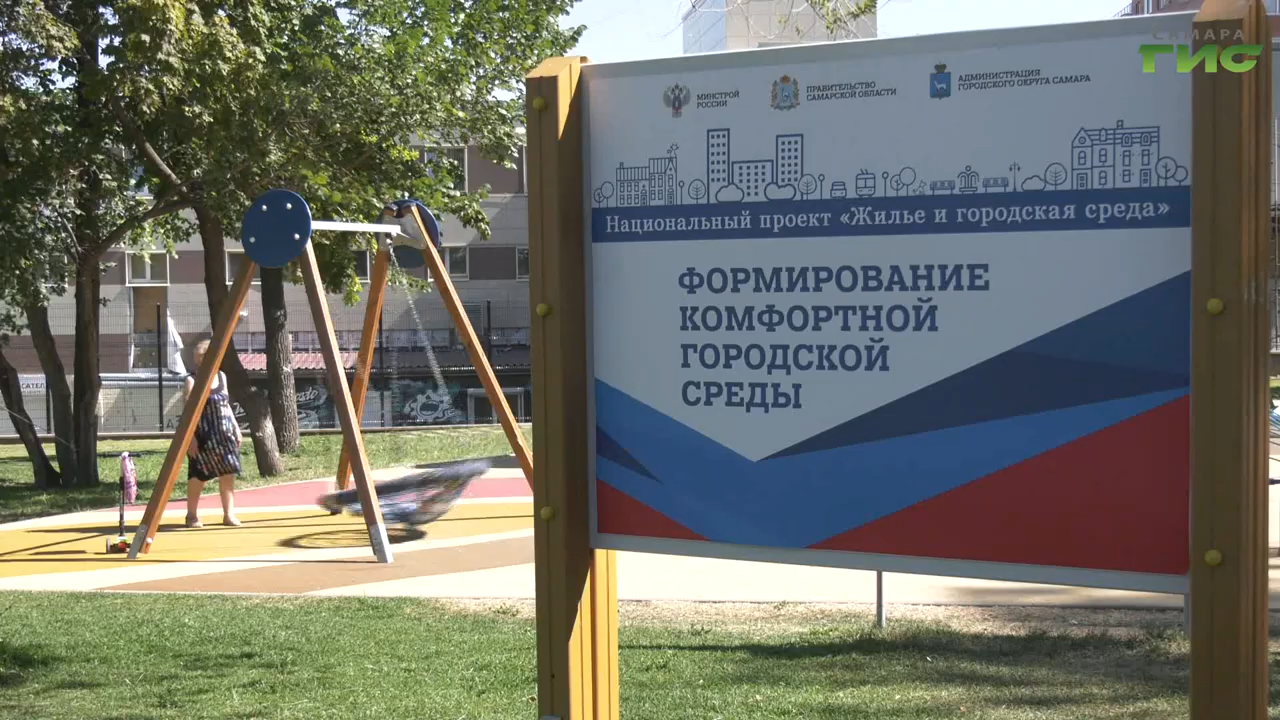 САМАРА
ГИС
МИНСТРОЙ
РОССИИ
ПРАВИТЕЛЬСТВО
САМАРСКОЙ ОБЛАСТИ
АДМИНИСТРАЦИЯ
ГОРОДСКОГО ОКРУГА САМАРА
Национальный проект «Жилье и городская среда»
ФОРМИРОВАНИЕ
КОМФОРТНОЙ
ГОРОДСКОЙ
СРЕДЫ